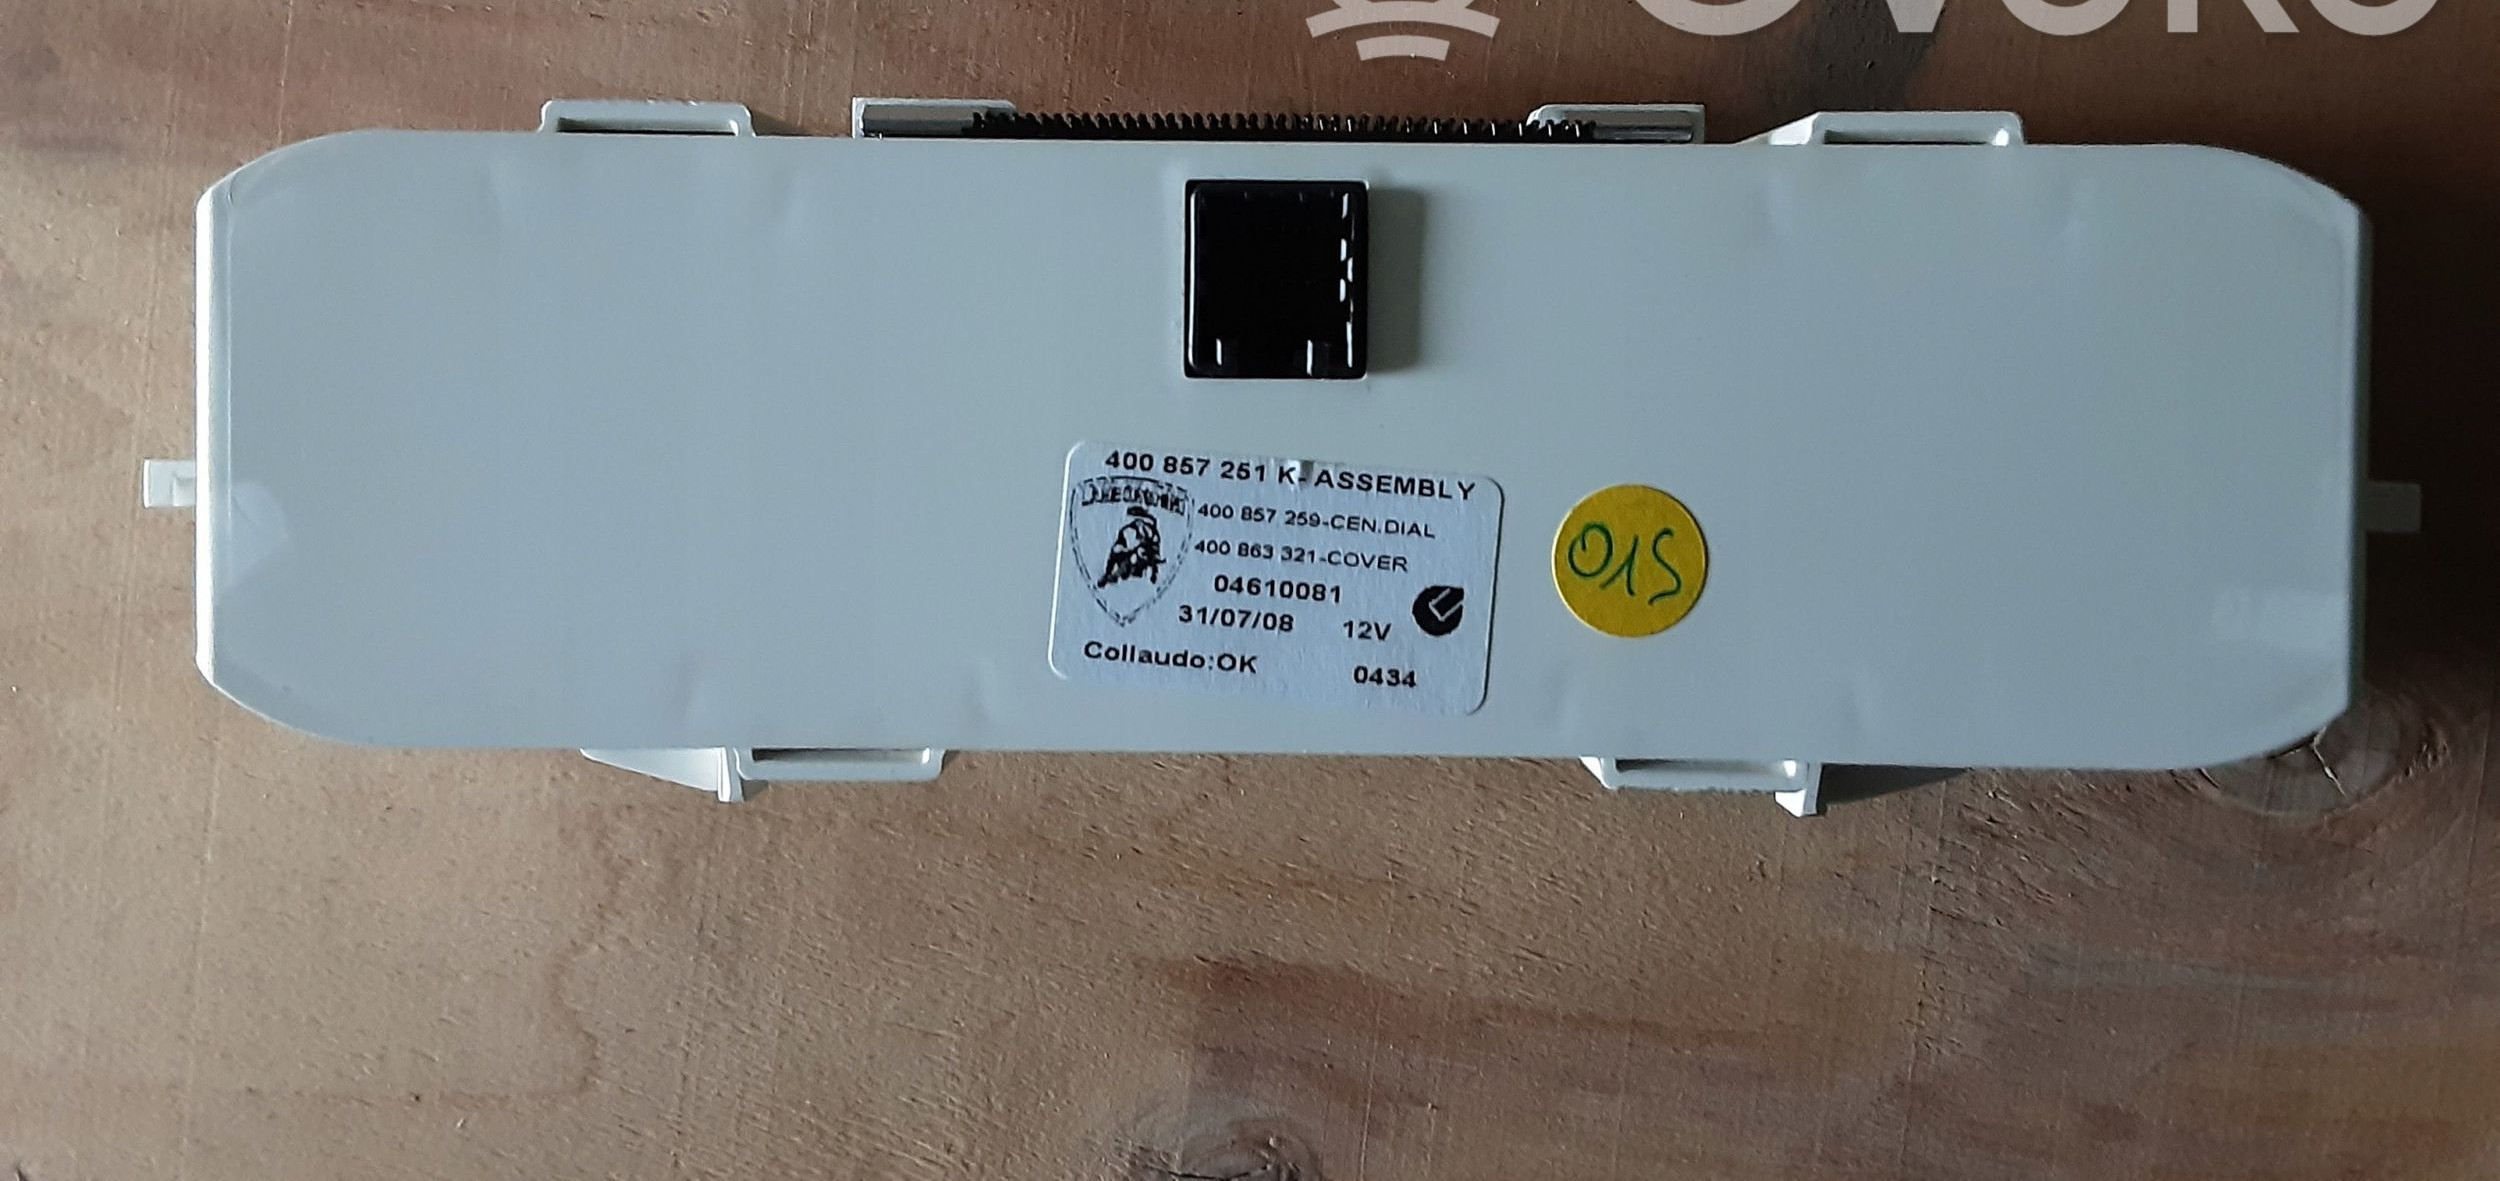 400 857 251 K- ASSEMBLY
400 857 259-CEN.DIAL
400 863 321-COVER
04610081
31/07/08 12V
Collaudo:OK 0434
015